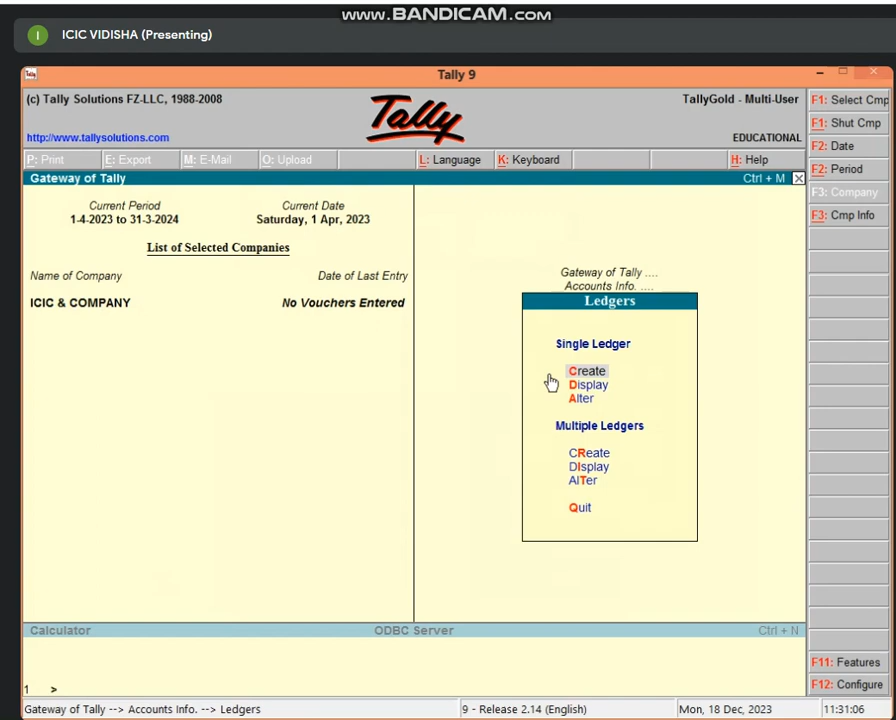 www.BANDICAM.com
I ICIC VIDISHA (Presenting)
Tally Tally 9
(c) Tally Solutions FZ-LLC, 1988-2008
Tally
TallyGold - Multi-User
http://www.tallysolutions.com
EDUCATIONAL
P: Print E: Export M: E-Mail O: Upload L: Language K: Keyboard H: Help
Gateway of Tally Ctrl + M
Current Period Current Date
1-4-2023 to 31-3-2024 Saturday, 1 Apr, 2023
List of Selected Companies
Name of Company Date of Last Entry
ICIC & COMPANY No Vouchers Entered
Gateway of Tally ....
Accounts Info. ....
Ledgers
Single Ledger
Create
Display
Alter
Multiple Ledgers
CReate
DIsplay
AlTer
Quit
F1: Select Cmp
F1: Shut Cmp
F2: Date
F2: Period
F3: Company
F3: Cmp Info
F11: Features
F12: Configure
Calculator ODBC Server Ctrl + N
1 >
Gateway of Tally --> Accounts Info. --> Ledgers 9 - Release 2.14 (English) Mon, 18 Dec, 2023 11:31:06